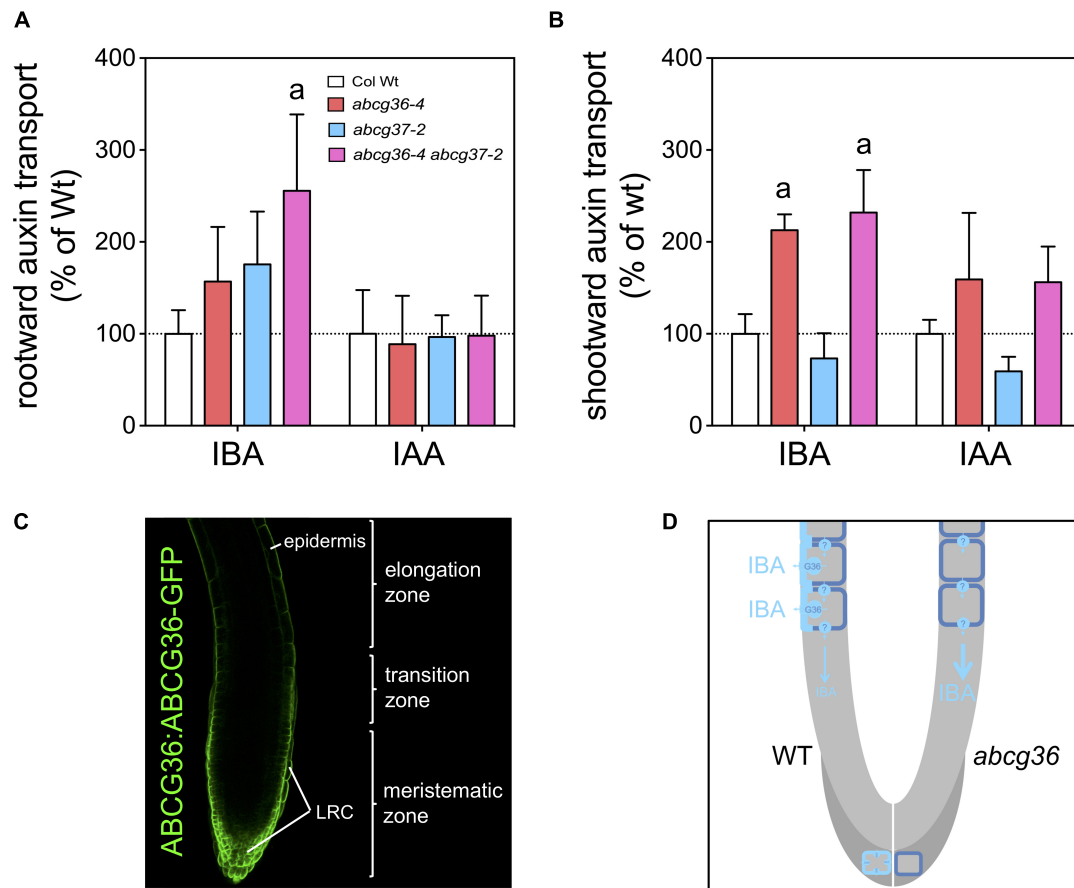 A
rootward auxin transport
(% of Wt)
400
300
200
100
0
a
Col Wt
abcg36-4
abcg37-2
abcg36-4 abcg37-2
IBA
IAA
B
shootward auxin transport
(% of wt)
400
300
200
100
0
a
a
IBA
IAA
C
ABCG36:ABCG36-GFP
epidermis
elongation
zone
transition
zone
meristematic
zone
LRC
D
?
?
IBA
G36
?
?
IBA
G36
?
?
IBA
IBA
WT
abcg36